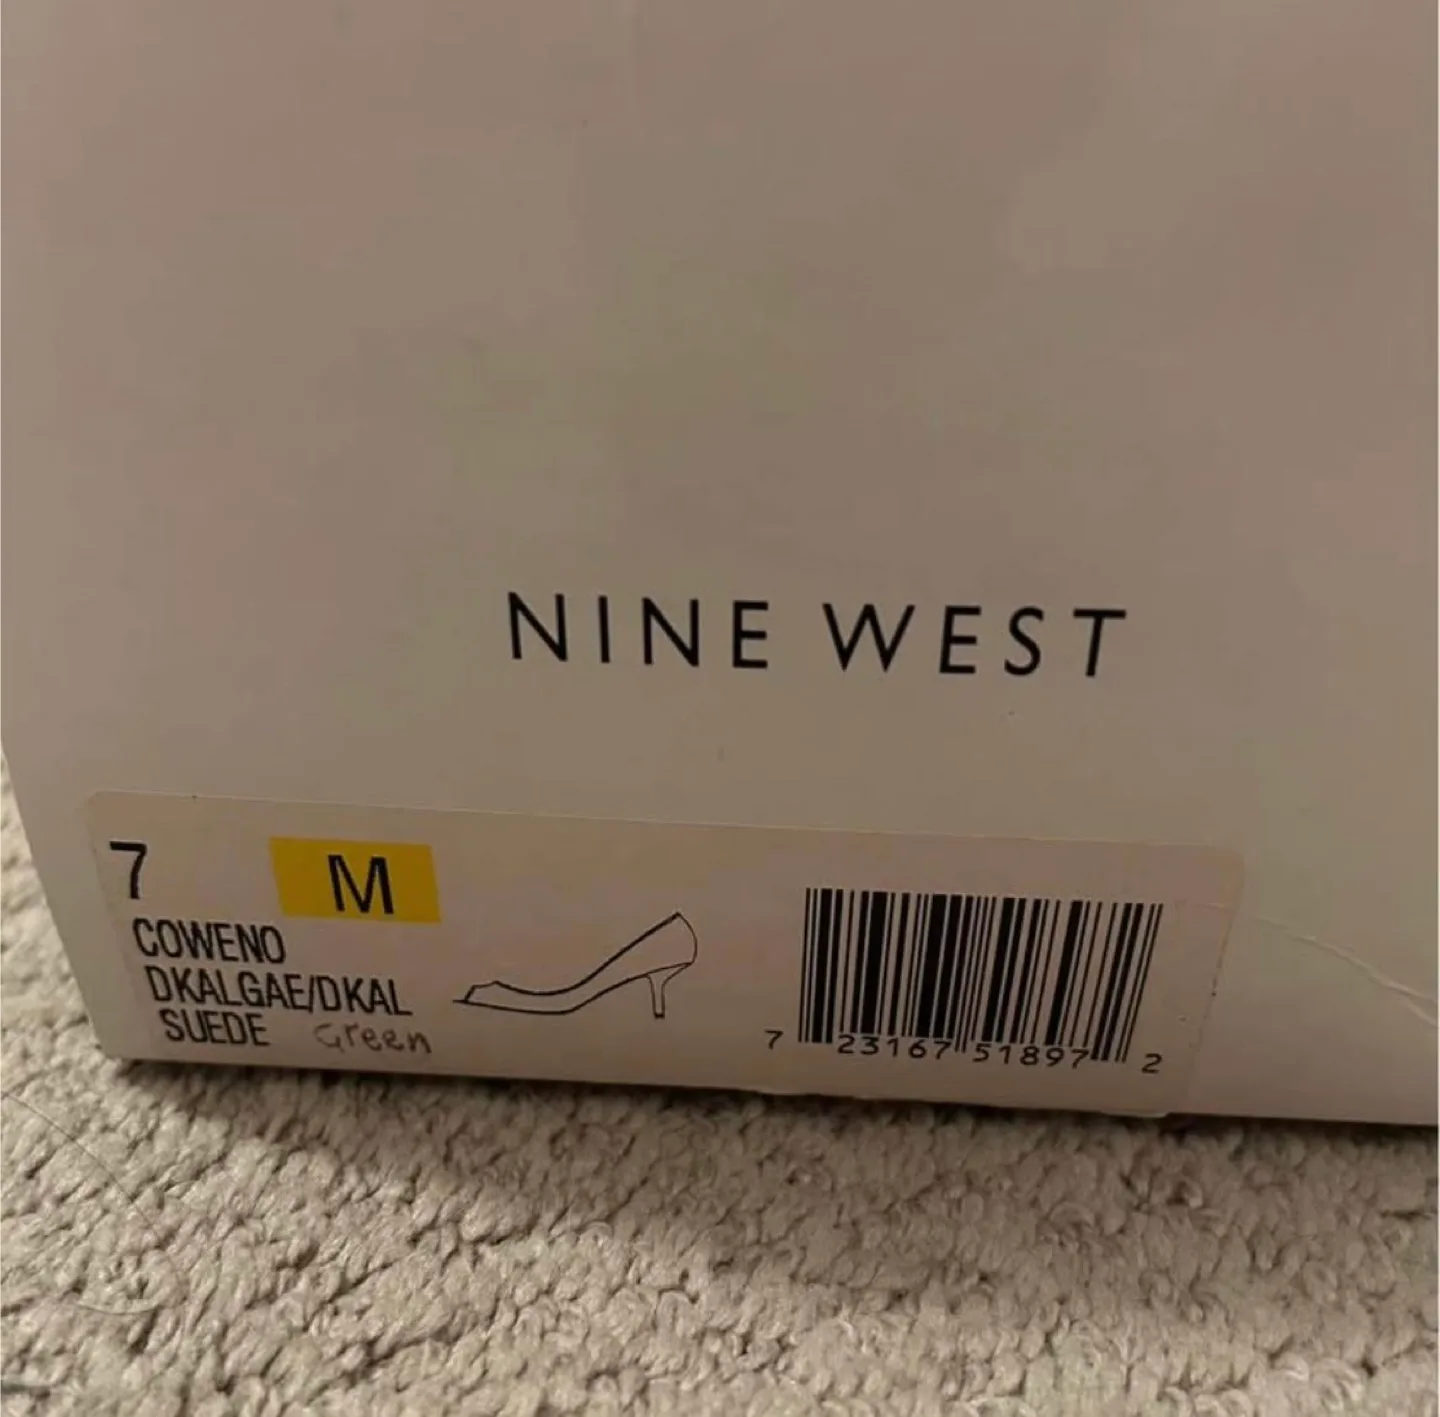 NINE WEST
7 M
COWENO
DKALGAE/DKAL
SUEDE Green
7 23167 51897 2